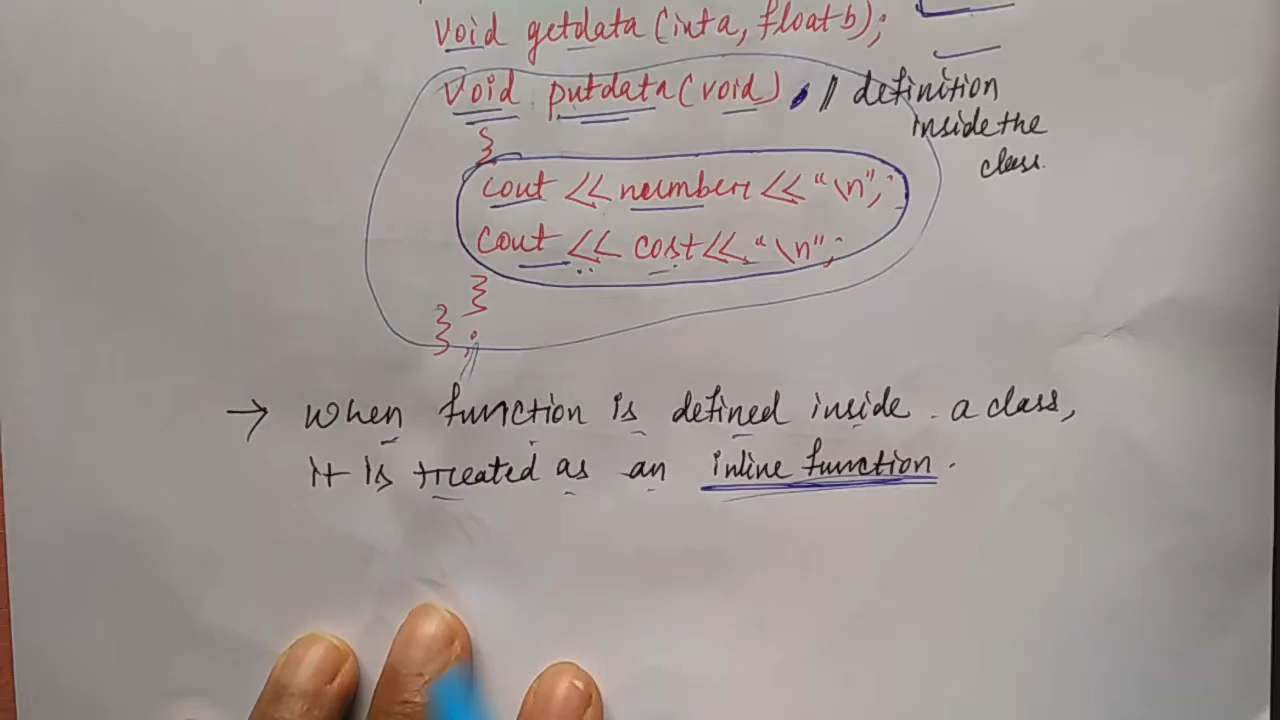 void getdata (int a, float b);
void putdata (void) // definition
inside the
class.
{
cout << number << "\n";
cout << cost << "\n";
}
} ;
→ When function is defined inside a class,
it is treated as an inline function.